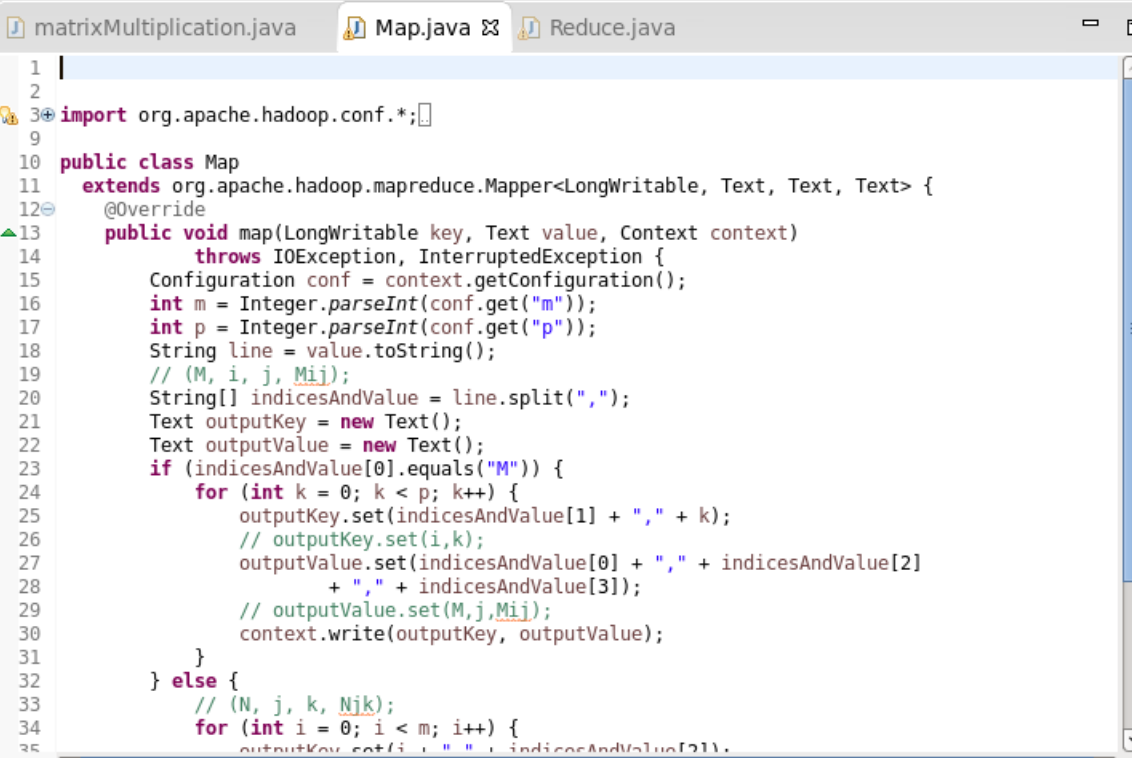 matrixMultiplication.java Map.java Reduce.java
1
2
3 import org.apache.hadoop.conf.*;
9
10 public class Map
11 extends org.apache.hadoop.mapreduce.Mapper<LongWritable, Text, Text, Text> {
12 @Override
13 public void map(LongWritable key, Text value, Context context)
14 throws IOException, InterruptedException {
15 Configuration conf = context.getConfiguration();
16 int m = Integer.parseInt(conf.get("m"));
17 int p = Integer.parseInt(conf.get("p"));
18 String line = value.toString();
19 // (M, i, j, Mij);
20 String[] indicesAndValue = line.split(",");
21 Text outputKey = new Text();
22 Text outputValue = new Text();
23 if (indicesAndValue[0].equals("M")) {
24 for (int k = 0; k < p; k++) {
25 outputKey.set(indicesAndValue[1] + "," + k);
26 // outputKey.set(i,k);
27 outputValue.set(indicesAndValue[0] + "," + indicesAndValue[2]
28 + "," + indicesAndValue[3]);
29 // outputValue.set(M,j,Mij);
30 context.write(outputKey, outputValue);
31 }
32 } else {
33 // (N, j, k, Njk);
34 for (int i = 0; i < m; i++) {
35 outputKey.set(i + "," + indicesAndValue[2]);